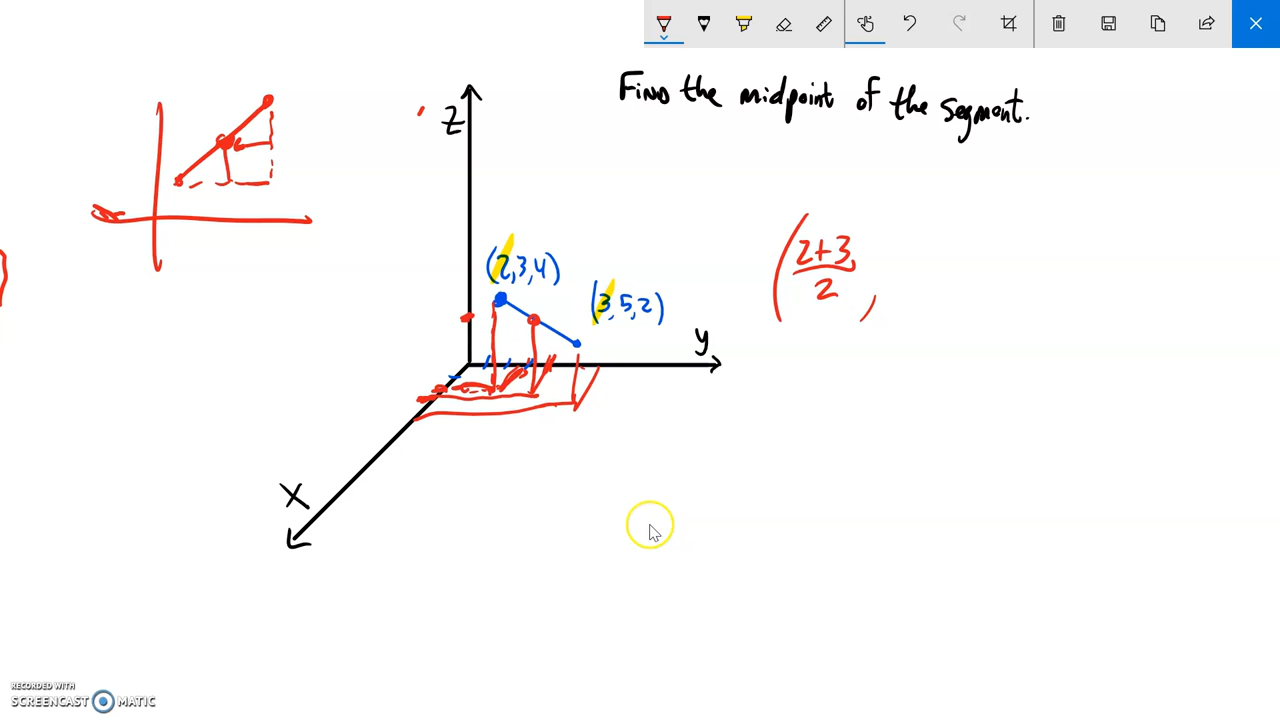 Find the midpoint of the segment.
z
(2,3,4)
(3,5,2)
(2+3,
2
,
y
x
RECORDED WITH
SCREENCAST MATIC